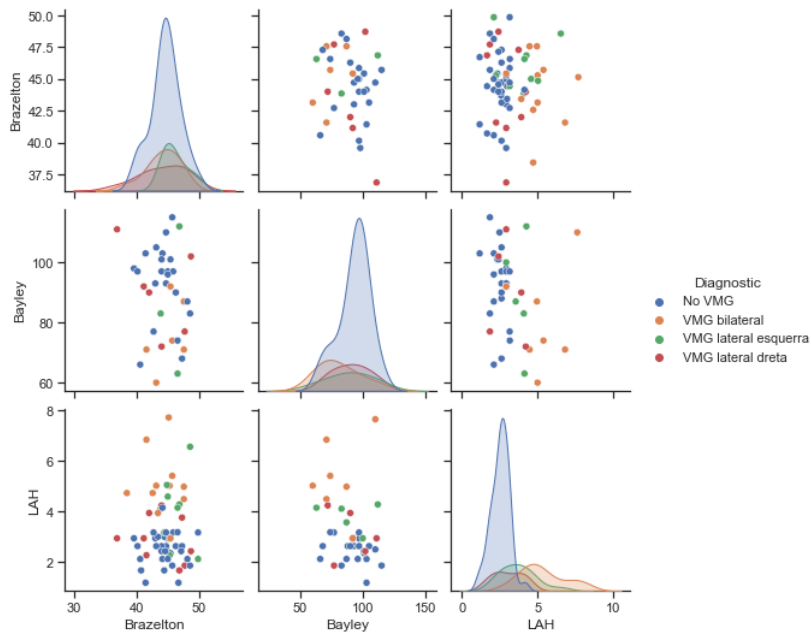 50.0
47.5
45.0
42.5
40.0
37.5
Brazelton
100
80
60
Bayley
Diagnostic
No VMG
VMG bilateral
VMG lateral esquerra
VMG lateral dreta
8
6
4
2
LAH
30 40 50
Brazelton
50 100 150
Bayley
0 5 10
LAH